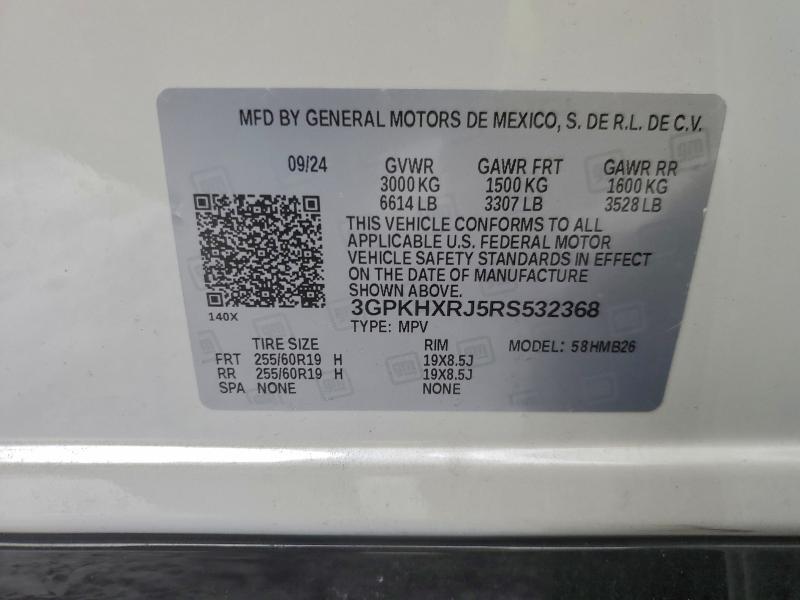 MFD BY GENERAL MOTORS DE MEXICO, S. DE R.L. DE C.V.
09/24 GVWR GAWR FRT GAWR RR
3000 KG 1500 KG 1600 KG
6614 LB 3307 LB 3528 LB
THIS VEHICLE CONFORMS TO ALL
APPLICABLE U.S. FEDERAL MOTOR
VEHICLE SAFETY STANDARDS IN EFFECT
ON THE DATE OF MANUFACTURE
SHOWN ABOVE.
3GPKHXRJ5RS532368
140X
TYPE: MPV
TIRE SIZE RIM MODEL: 58HMB26
FRT 255/60R19 H 19X8.5J
RR 255/60R19 H 19X8.5J
SPA NONE NONE